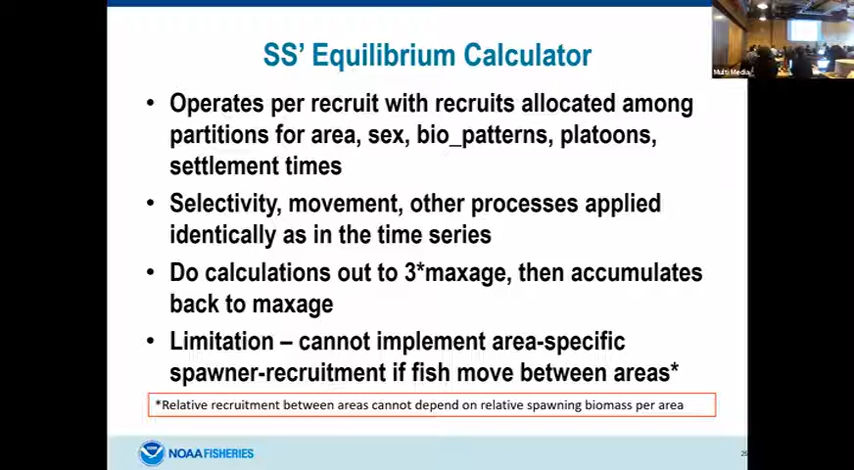 SS' Equilibrium Calculator
• Operates per recruit with recruits allocated among
partitions for area, sex, bio_patterns, platoons,
settlement times
• Selectivity, movement, other processes applied
identically as in the time series
• Do calculations out to 3*maxage, then accumulates
back to maxage
• Limitation – cannot implement area-specific
spawner-recruitment if fish move between areas*
*Relative recruitment between areas cannot depend on relative spawning biomass per area
NOAA FISHERIES
Multi Media